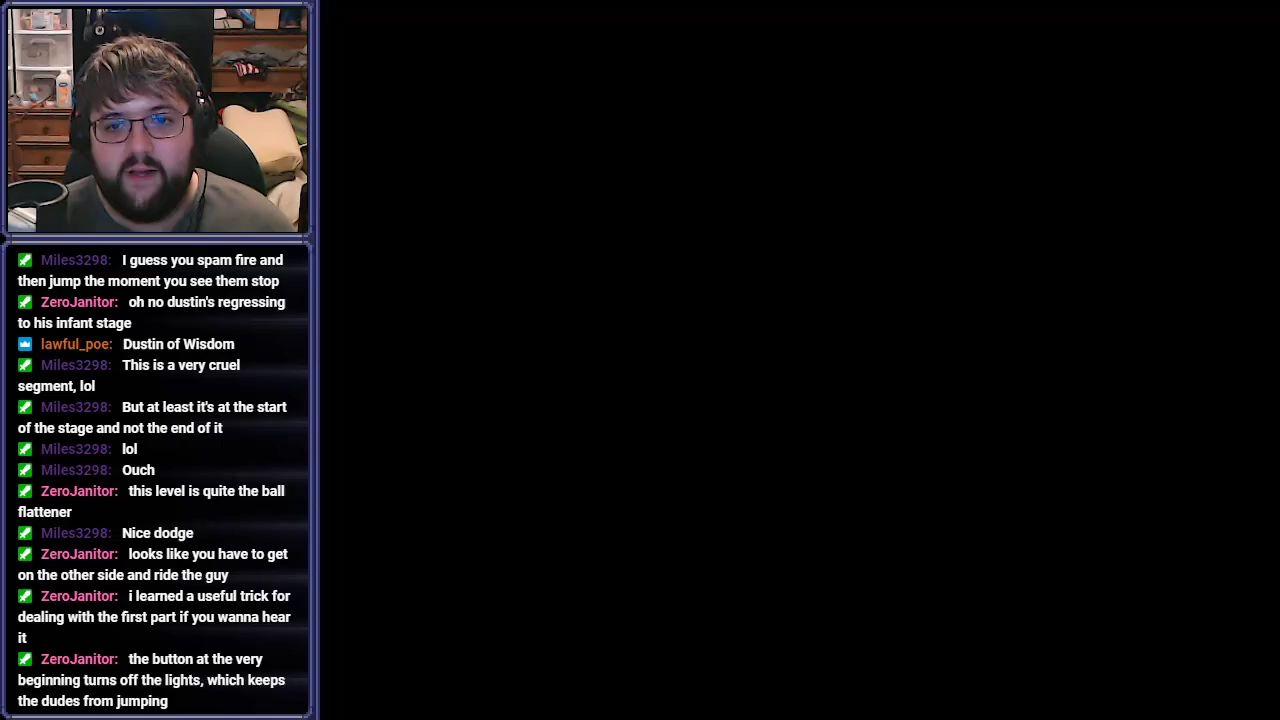 Miles3298: I guess you spam fire and
then jump the moment you see them stop
ZeroJanitor: oh no dustin's regressing
to his infant stage
lawful_poe: Dustin of Wisdom
Miles3298: This is a very cruel
segment, lol
Miles3298: But at least it's at the start
of the stage and not the end of it
Miles3298: lol
Miles3298: Ouch
ZeroJanitor: this level is quite the ball
flattener
Miles3298: Nice dodge
ZeroJanitor: looks like you have to get
on the other side and ride the guy
ZeroJanitor: i learned a useful trick for
dealing with the first part if you wanna hear
it
ZeroJanitor: the button at the very
beginning turns off the lights, which keeps
the dudes from jumping